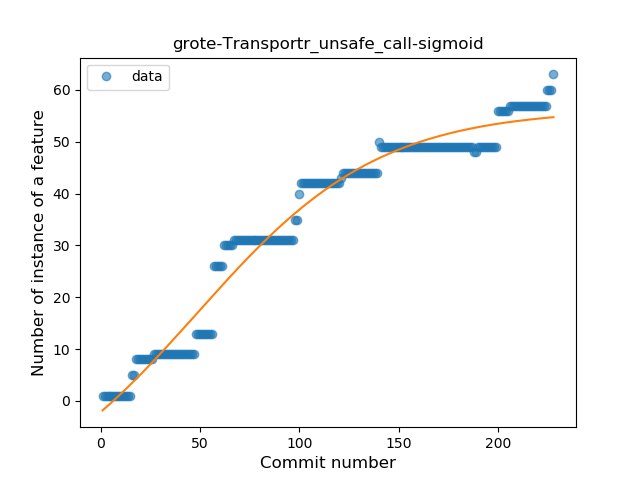 grote-Transportr_unsafe_call-sigmoid
data
Number of instance of a feature
60
50
40
30
20
10
0
0 50 100 150 200
Commit number